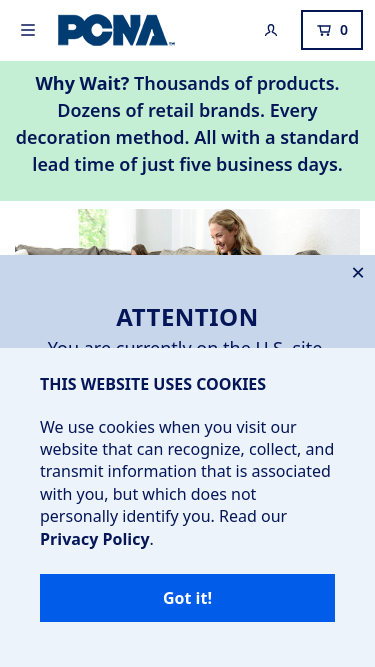 PCNA
0
Why Wait? Thousands of products.
Dozens of retail brands. Every
decoration method. All with a standard
lead time of just five business days.
ATTENTION
You are currently on the U.S. site.
THIS WEBSITE USES COOKIES
We use cookies when you visit our
website that can recognize, collect, and
transmit information that is associated
with you, but which does not
personally identify you. Read our
Privacy Policy.
Got it!